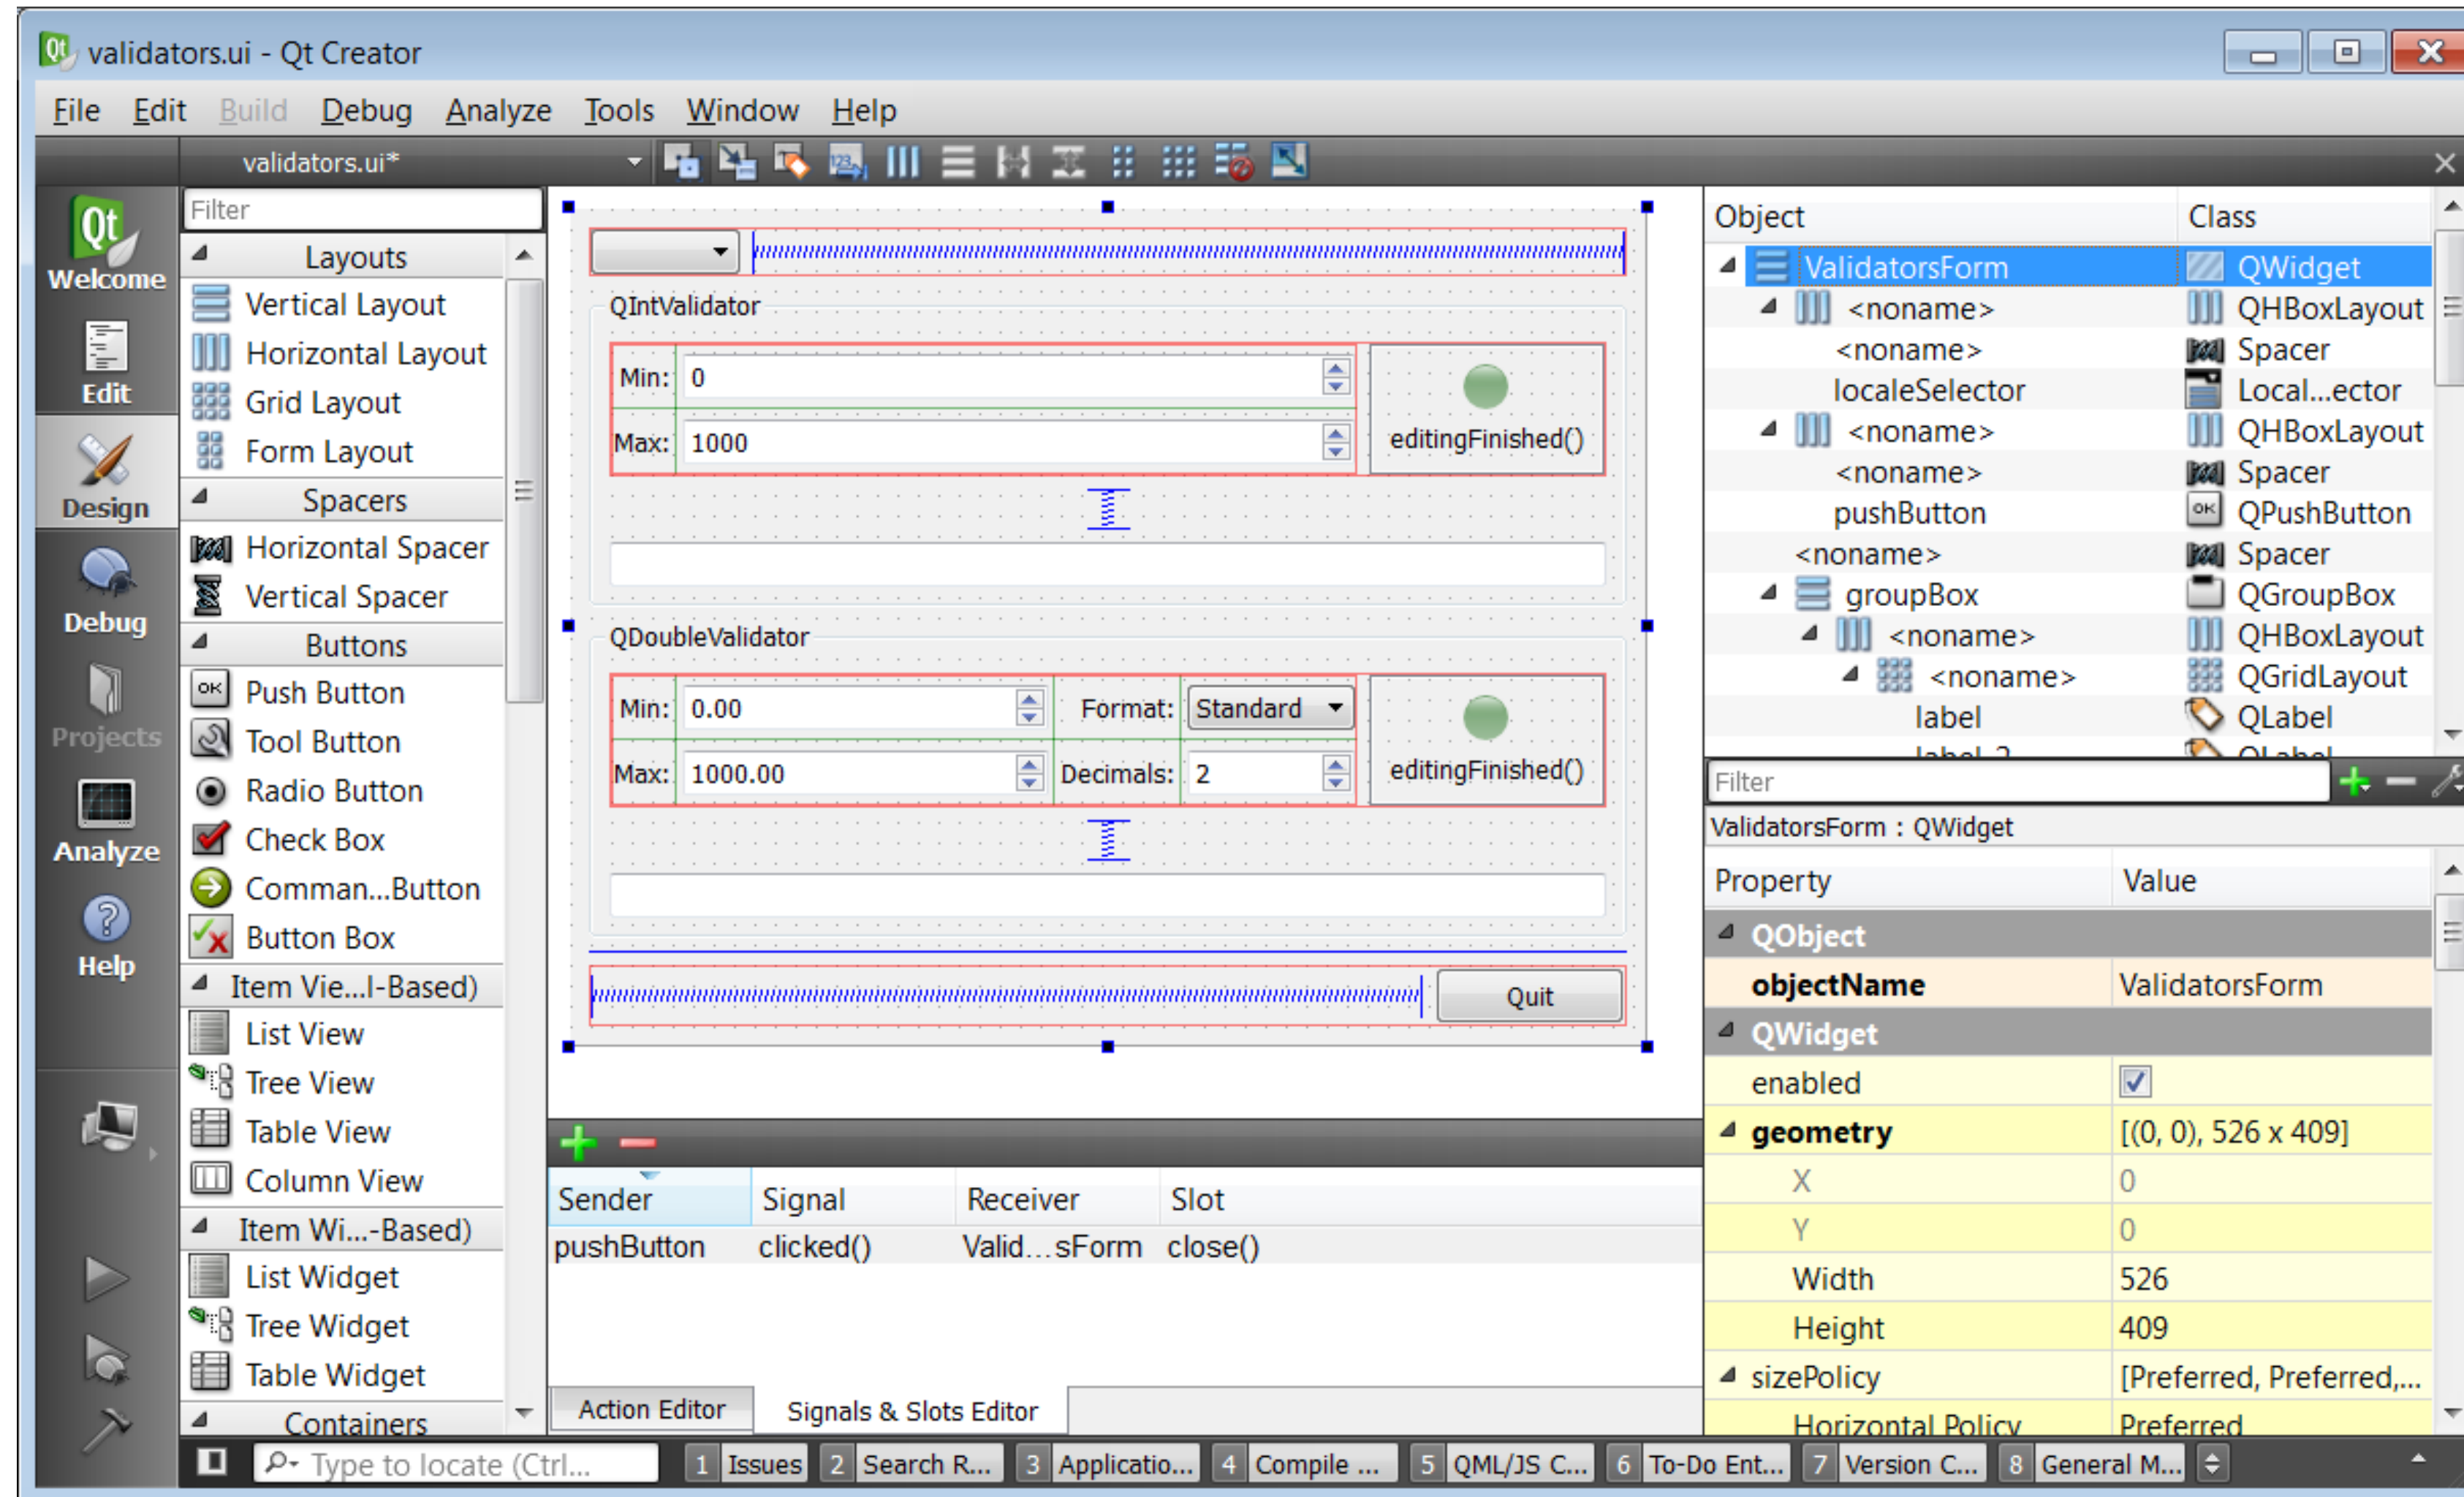 validators.ui - Qt Creator
File Edit Build Debug Analyze Tools Window Help
validators.ui*
Qt
Welcome
Edit
Design
Debug
Projects
Analyze
Help
Filter
Layouts
Vertical Layout
Horizontal Layout
Grid Layout
Form Layout
Spacers
Horizontal Spacer
Vertical Spacer
Buttons
Push Button
Tool Button
Radio Button
Check Box
Comman...Button
Button Box
Item Vie...l-Based)
List View
Tree View
Table View
Column View
Item Wi...-Based)
List Widget
Tree Widget
Table Widget
Containers
QIntValidator
Min: 0
Max: 1000
editingFinished()
QDoubleValidator
Min: 0.00 Format: Standard
Max: 1000.00 Decimals: 2
editingFinished()
Quit
Sender Signal Receiver Slot
pushButton clicked() Valid...sForm close()
Action Editor Signals & Slots Editor
Object Class
ValidatorsForm QWidget
<noname> QHBoxLayout
<noname> Spacer
localeSelector Local...ector
<noname> QHBoxLayout
<noname> Spacer
pushButton QPushButton
<noname> Spacer
groupBox QGroupBox
<noname> QHBoxLayout
<noname> QGridLayout
label QLabel
label_2 QLabel
Filter
ValidatorsForm : QWidget
Property Value
QObject
objectName ValidatorsForm
QWidget
enabled
geometry [(0, 0), 526 x 409]
X 0
Y 0
Width 526
Height 409
sizePolicy [Preferred, Preferred,...
Horizontal Policy Preferred
Type to locate (Ctrl...
1 Issues 2 Search R... 3 Applicatio... 4 Compile ... 5 QML/JS C... 6 To-Do Ent... 7 Version C... 8 General M...